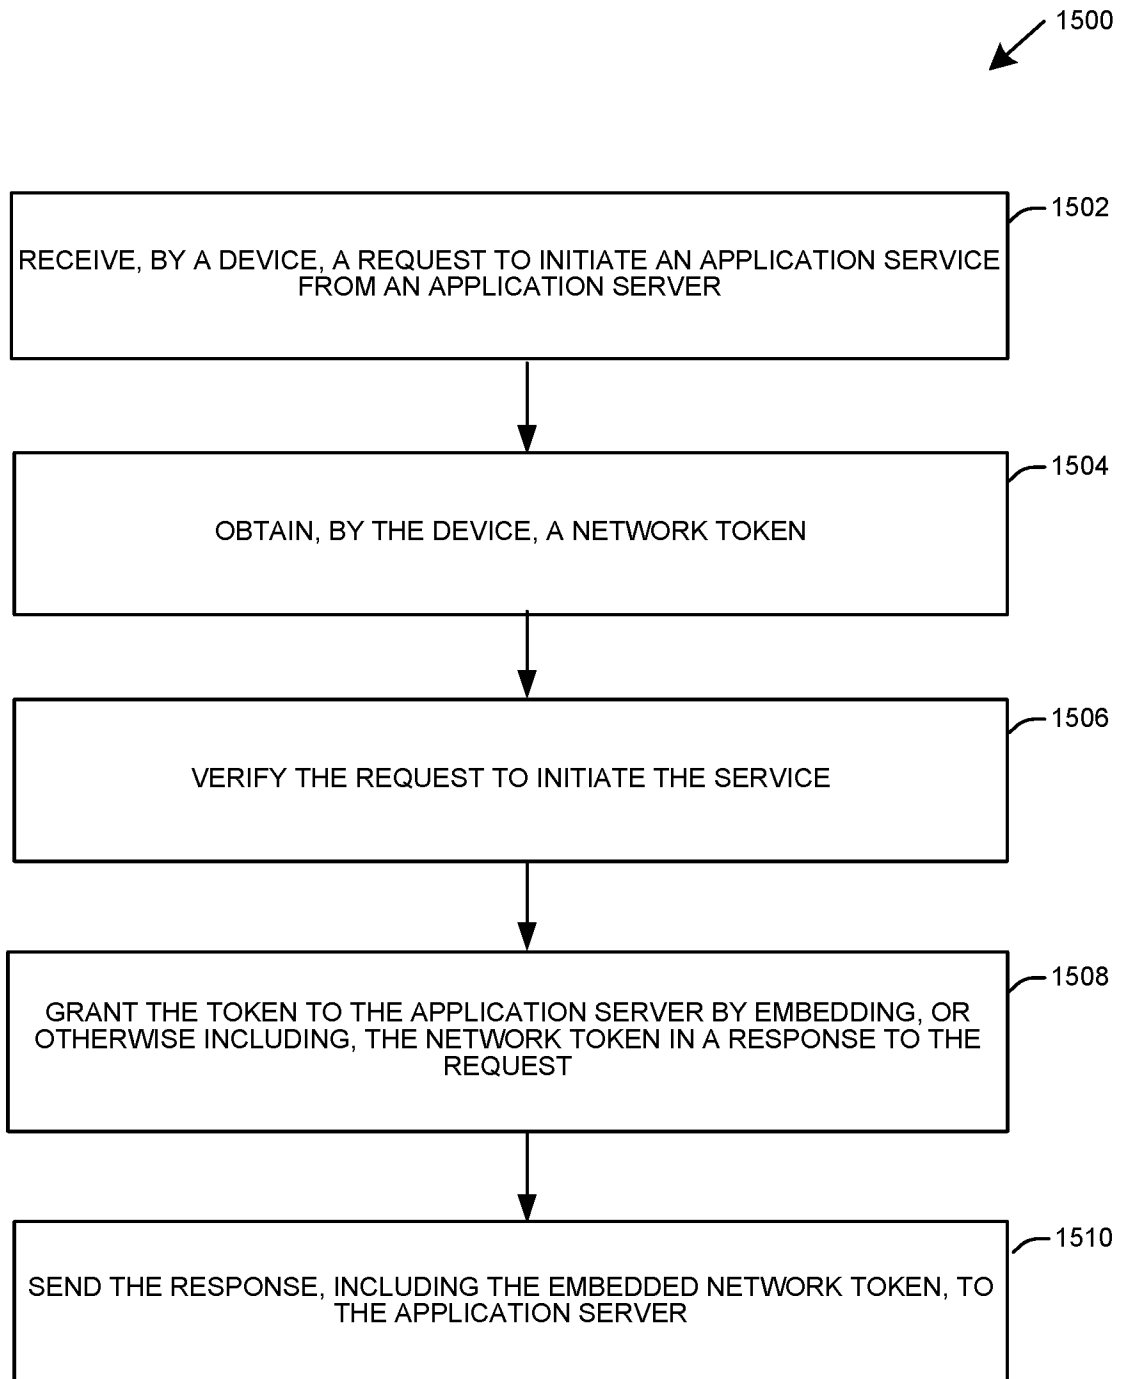 1500
1502
RECEIVE, BY A DEVICE, A REQUEST TO INITIATE AN APPLICATION SERVICE
FROM AN APPLICATION SERVER
1504
OBTAIN, BY THE DEVICE, A NETWORK TOKEN
1506
VERIFY THE REQUEST TO INITIATE THE SERVICE
1508
GRANT THE TOKEN TO THE APPLICATION SERVER BY EMBEDDING, OR
OTHERWISE INCLUDING, THE NETWORK TOKEN IN A RESPONSE TO THE
REQUEST
1510
SEND THE RESPONSE, INCLUDING THE EMBEDDED NETWORK TOKEN, TO
THE APPLICATION SERVER